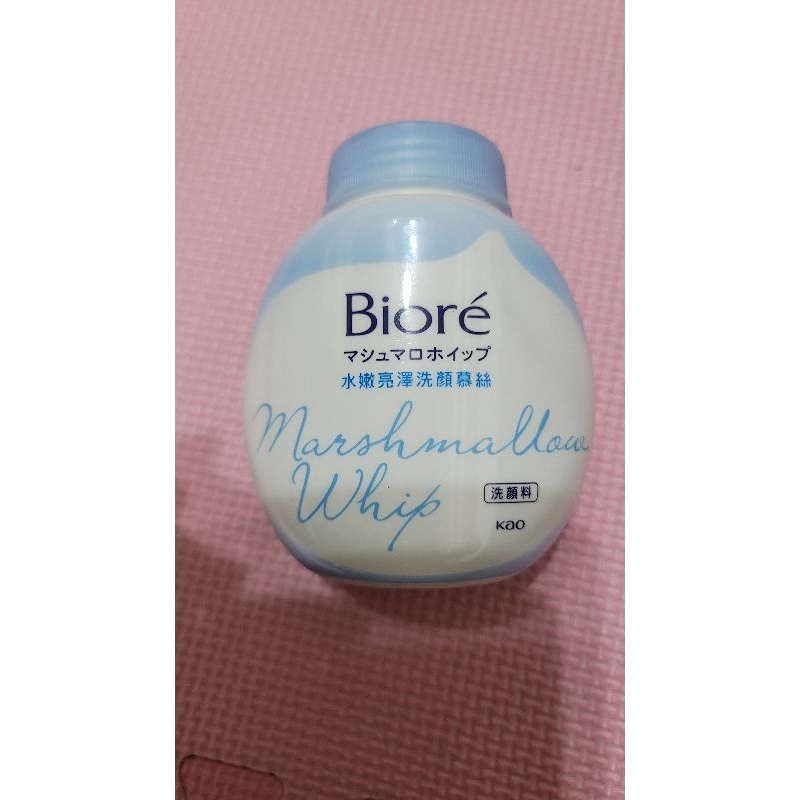 Bioré
マシュマロホイップ
水嫩亮澤洗顏慕絲
Marshmallow
Whip
洗顔料
Kao